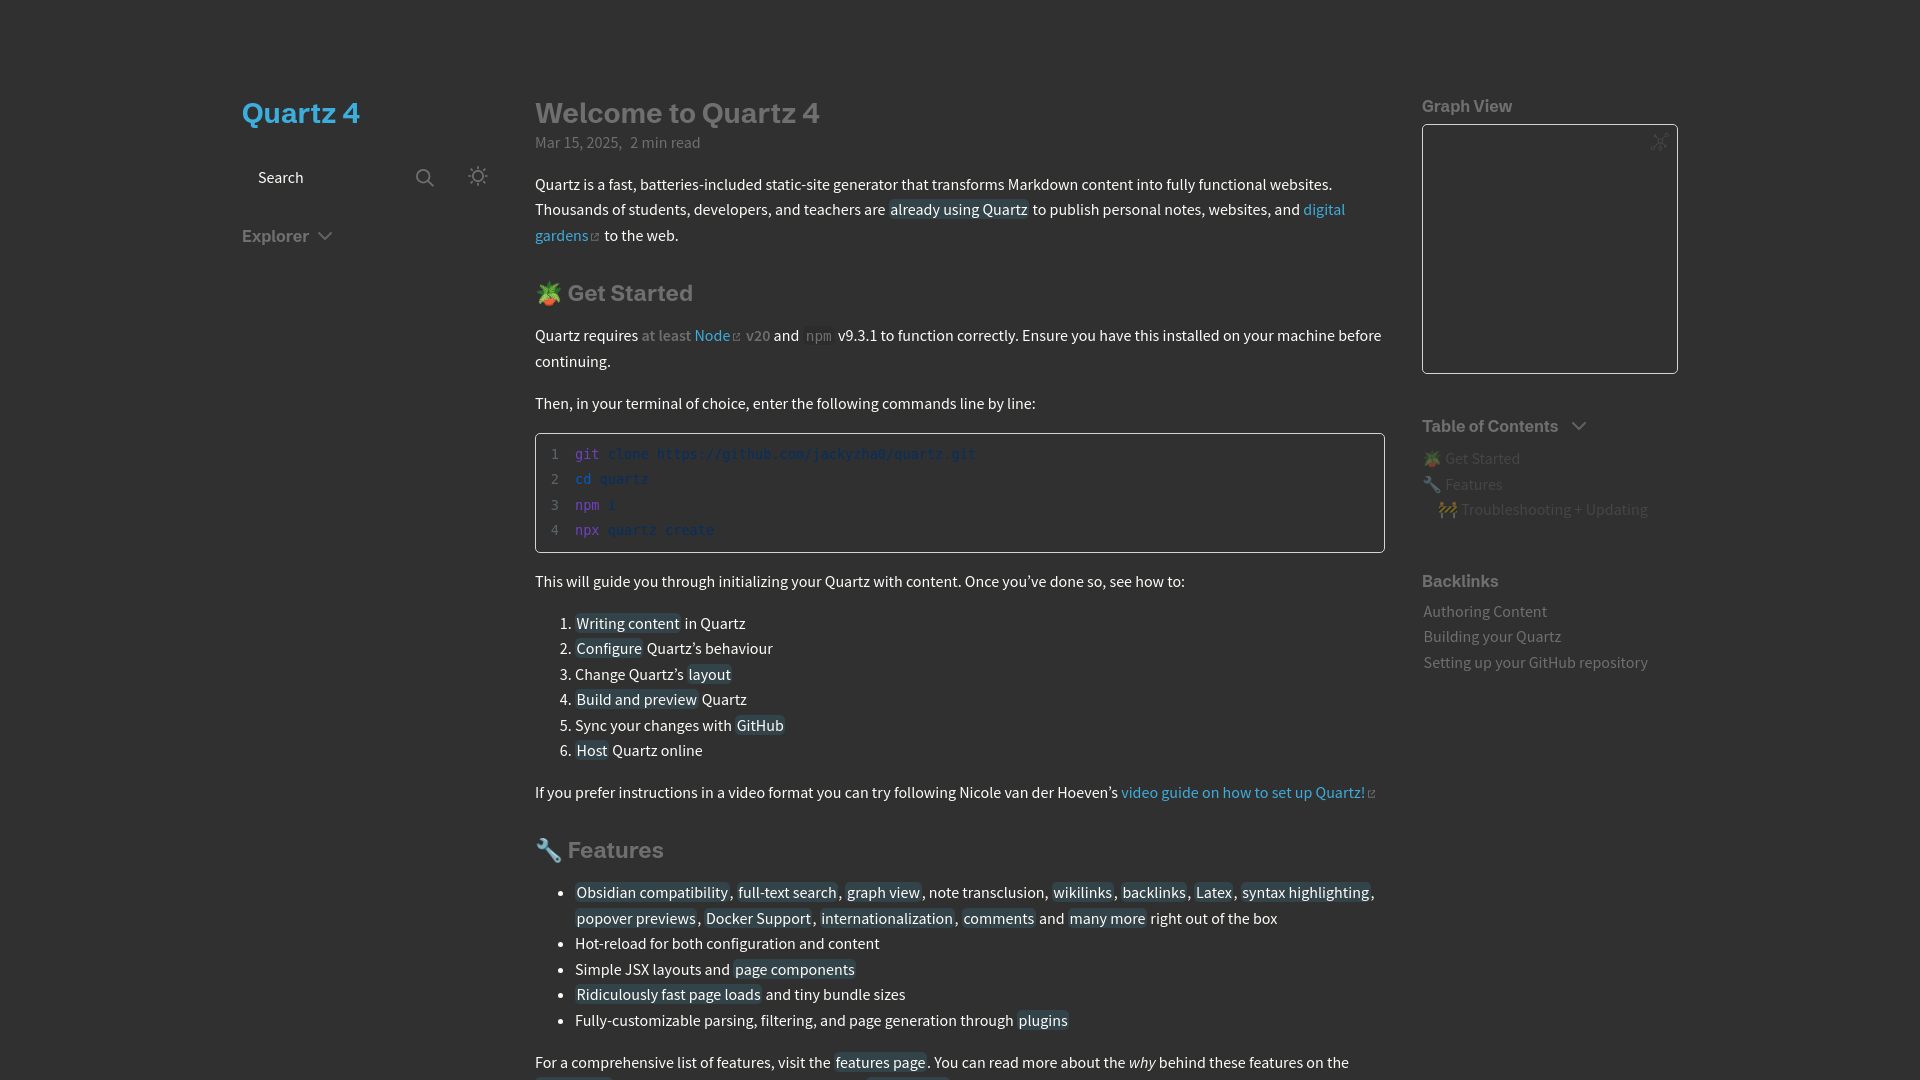 Quartz 4
Search
Explorer
Welcome to Quartz 4
Mar 15, 2025, 2 min read
Quartz is a fast, batteries-included static-site generator that transforms Markdown content into fully functional websites.
Thousands of students, developers, and teachers are already using Quartz to publish personal notes, websites, and digital
gardens to the web.
🪴 Get Started
Quartz requires at least Node v20 and npm v9.3.1 to function correctly. Ensure you have this installed on your machine before
continuing.
Then, in your terminal of choice, enter the following commands line by line:
1 git clone https://github.com/jackyzha0/quartz.git
2 cd quartz
3 npm i
4 npx quartz create
This will guide you through initializing your Quartz with content. Once you’ve done so, see how to:
1. Writing content in Quartz
2. Configure Quartz’s behaviour
3. Change Quartz’s layout
4. Build and preview Quartz
5. Sync your changes with GitHub
6. Host Quartz online
If you prefer instructions in a video format you can try following Nicole van der Hoeven’s video guide on how to set up Quartz!
🔧 Features
• Obsidian compatibility, full-text search, graph view, note transclusion, wikilinks, backlinks, Latex, syntax highlighting,
popover previews, Docker Support, internationalization, comments and many more right out of the box
• Hot-reload for both configuration and content
• Simple JSX layouts and page components
• Ridiculously fast page loads and tiny bundle sizes
• Fully-customizable parsing, filtering, and page generation through plugins
For a comprehensive list of features, visit the features page. You can read more about the why behind these features on the
Graph View
Table of Contents
🪴 Get Started
🔧 Features
🚧 Troubleshooting + Updating
Backlinks
Authoring Content
Building your Quartz
Setting up your GitHub repository